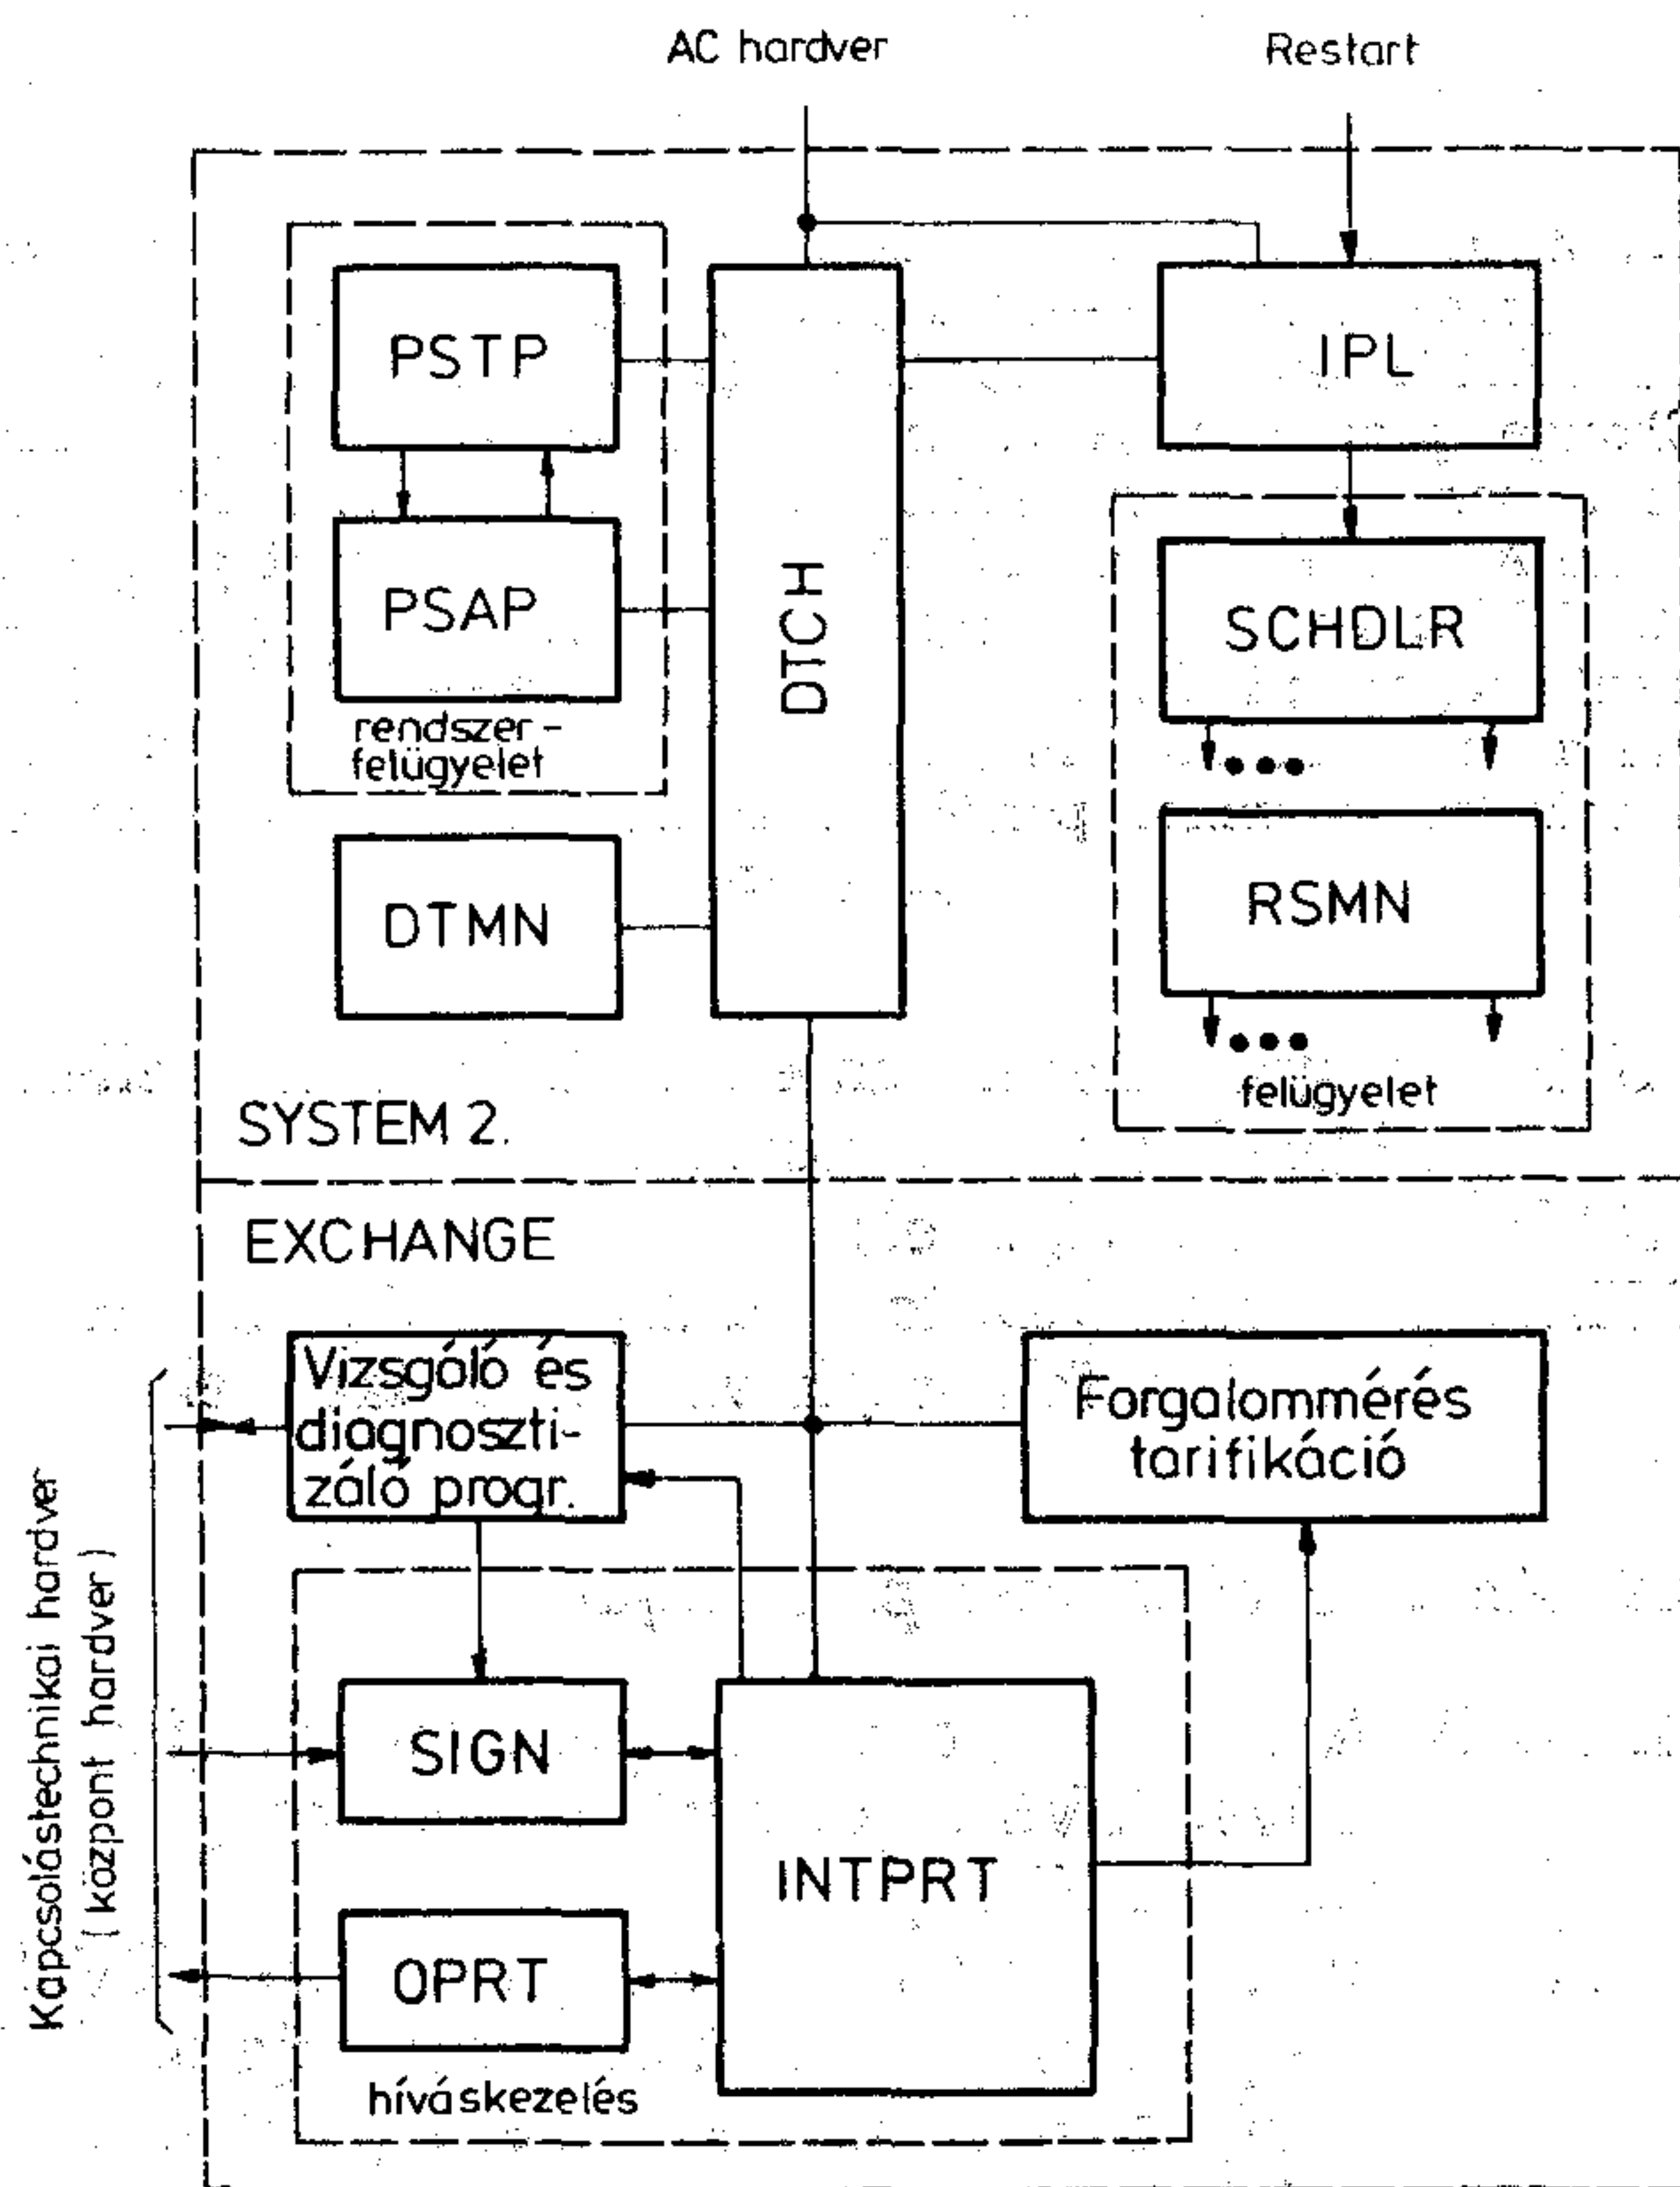 AC hardver
Restart
PSTP
IPL
PSAP
DTCH
SCHDLR
rendszer-
felügyelet
RSMN
DTMN
felügyelet
SYSTEM 2.
EXCHANGE
Vizsgáló és
diagnoszti-
záló progr.
Forgalommérés
tarifikáció
Kapcsolástechnikai hardver
(központ hardver)
SIGN
INTPRT
OPRT
híváskezelés